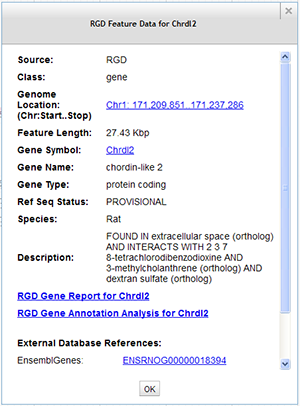 RGD Feature Data for Chrdl2
Source: RGD
Class: gene
Genome
Location: Chr1: 171,209,851..171,237,286
(Chr:Start..Stop)
Feature Length: 27.43 Kbp
Gene Symbol: Chrdl2
Gene Name: chordin-like 2
Gene Type: protein coding
Ref Seq Status: PROVISIONAL
Species: Rat
FOUND IN extracellular space (ortholog)
AND INTERACTS WITH 2 3 7
Description: 8-tetrachlorodibenzodioxine AND
3-methylcholanthrene (ortholog) AND
dextran sulfate (ortholog)
RGD Gene Report for Chrdl2
RGD Gene Annotation Analysis for Chrdl2
External Database References:
EnsemblGenes: ENSRNOG00000018394
OK